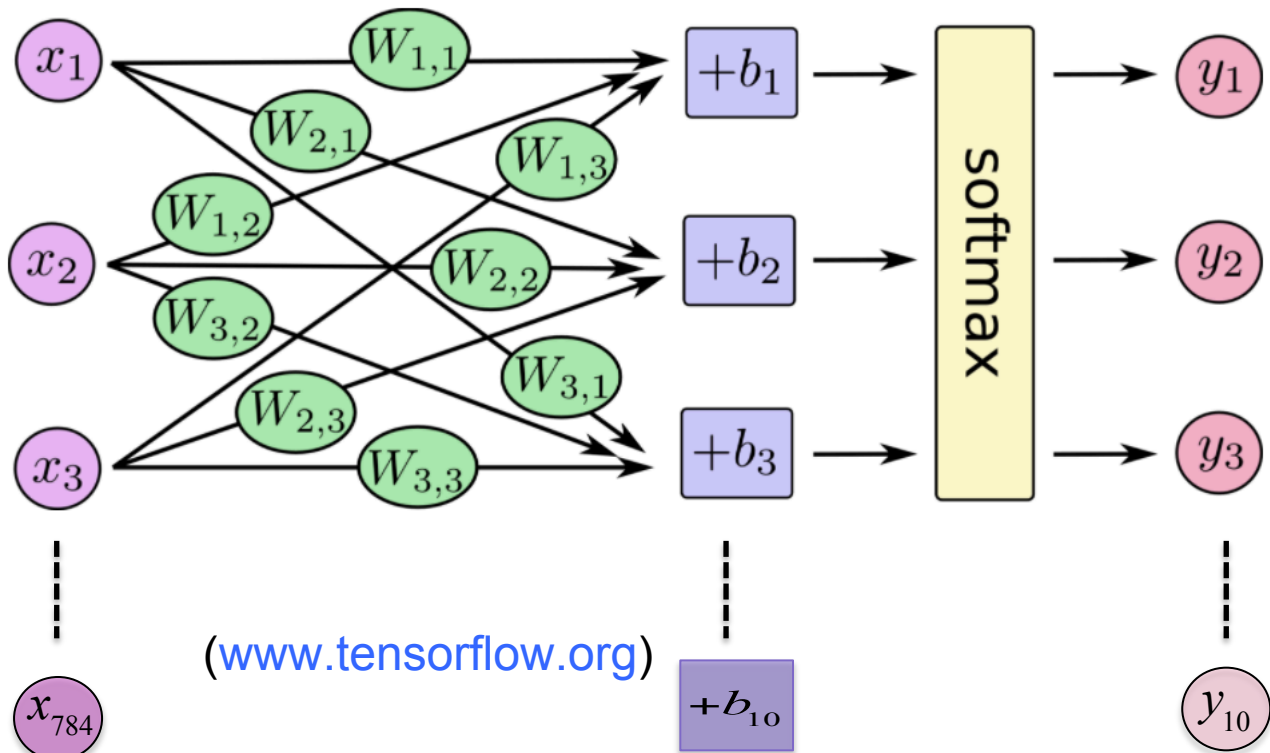 x₁ W₁,₁ +b₁ y₁
W₂,₁ W₁,₃
W₁,₂
x₂ W₂,₂ +b₂ softmax y₂
W₃,₂
W₃,₁
W₂,₃
x₃ W₃,₃ +b₃ y₃
(www.tensorflow.org)
x₇₈₄ +b₁₀ y₁₀